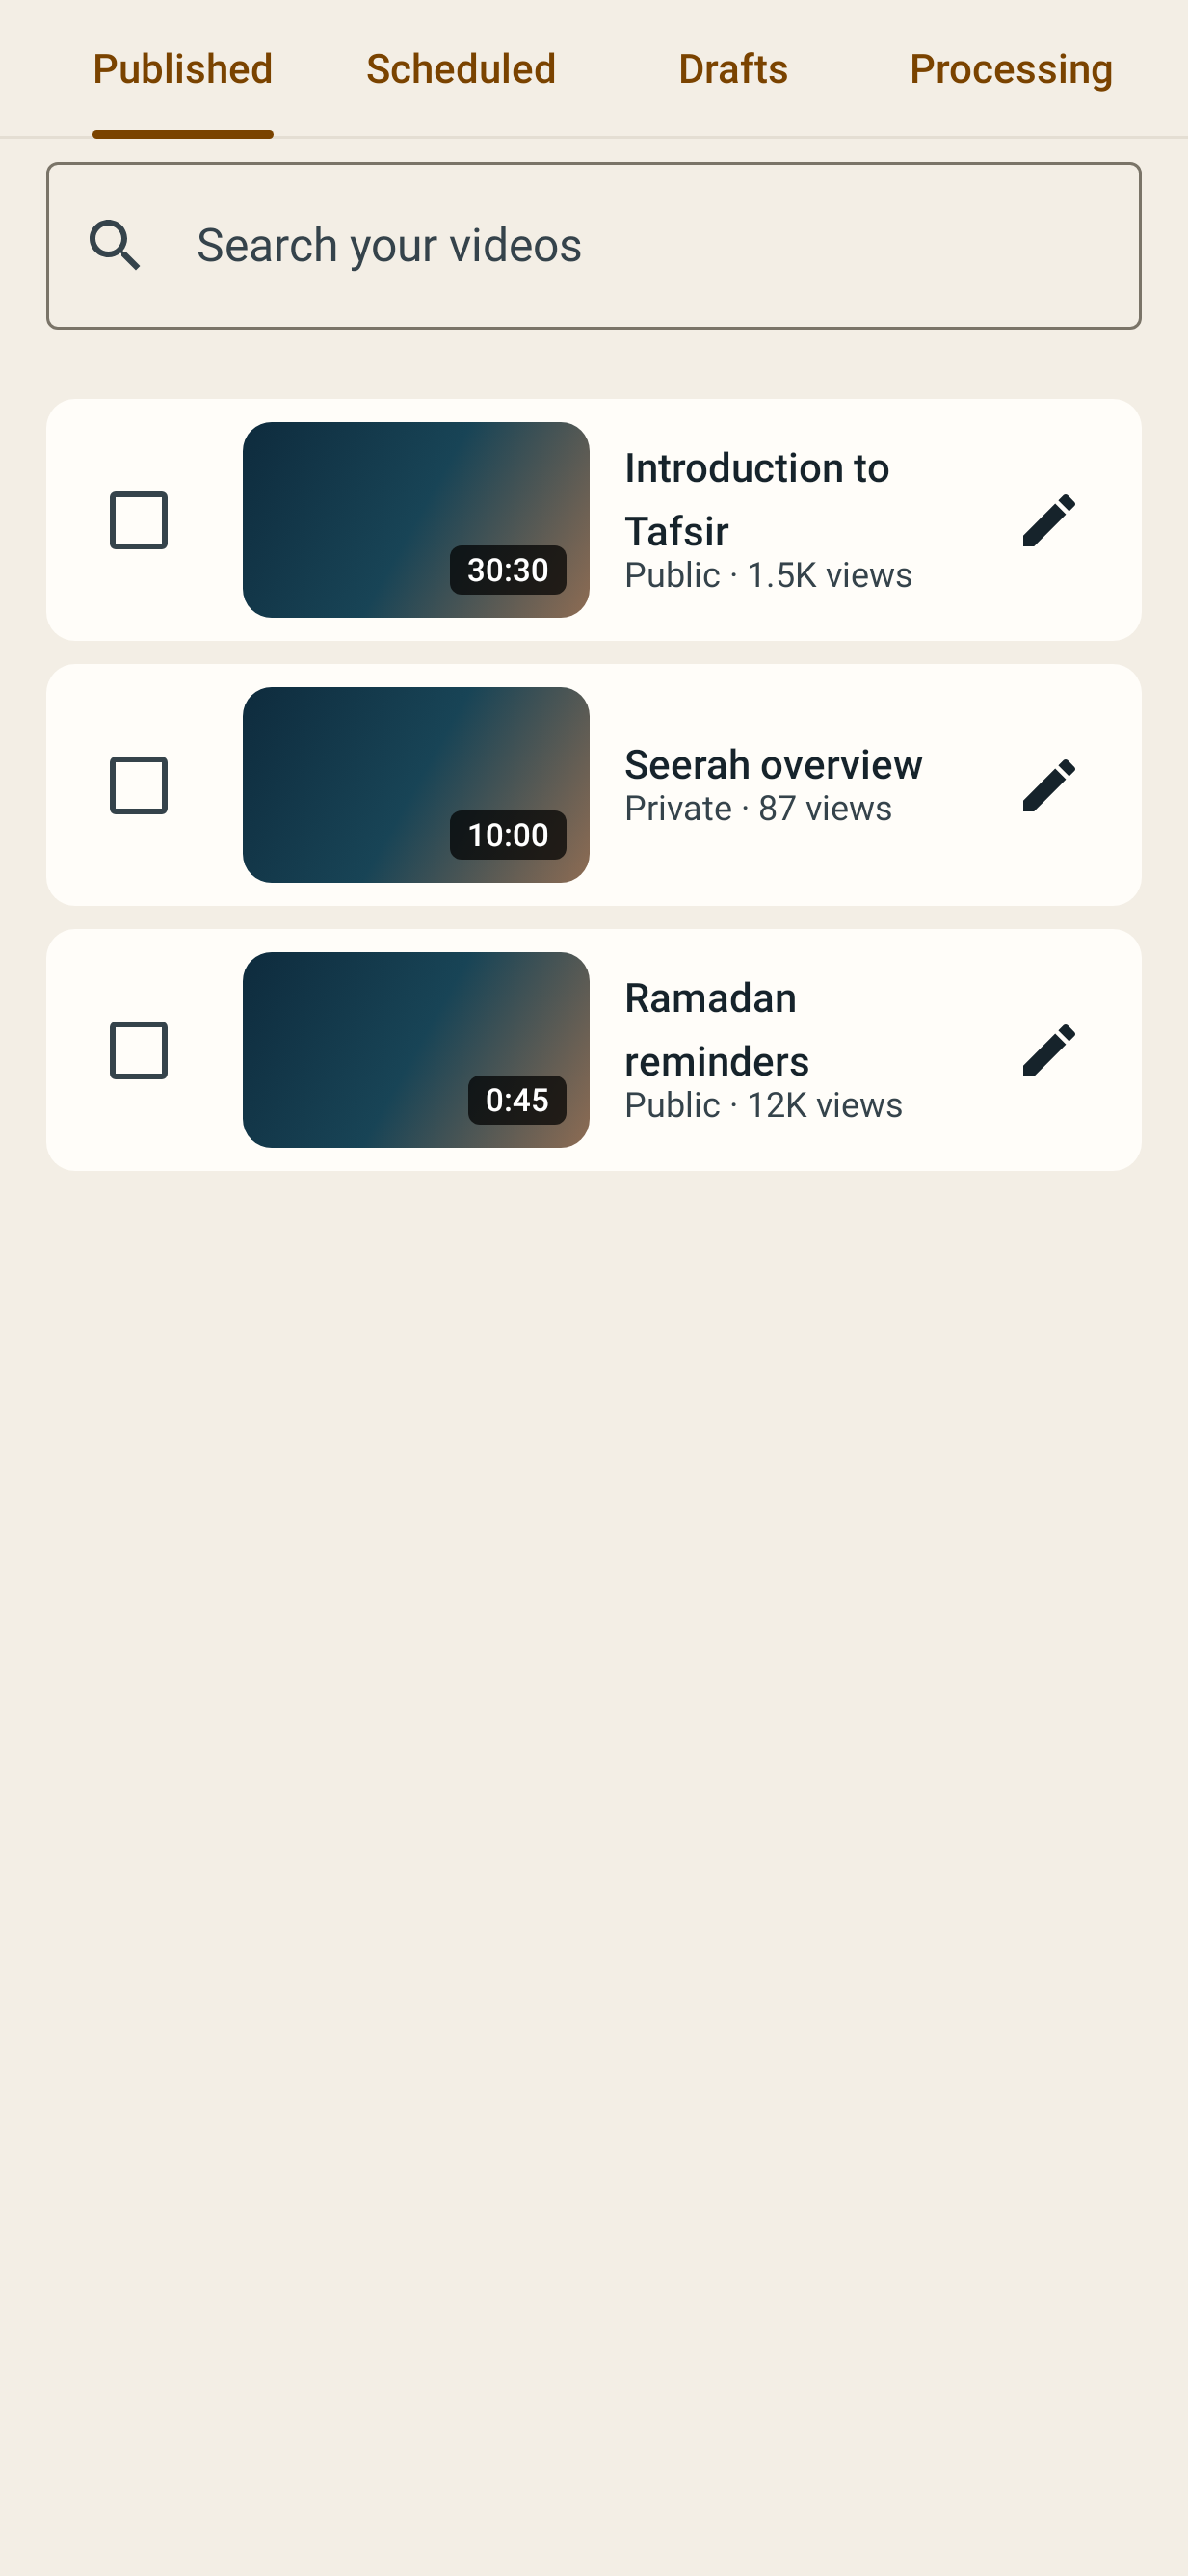 Published Scheduled Drafts Processing
Search your videos
30:30
Introduction to
Tafsir
Public · 1.5K views
10:00
Seerah overview
Private · 87 views
0:45
Ramadan
reminders
Public · 12K views